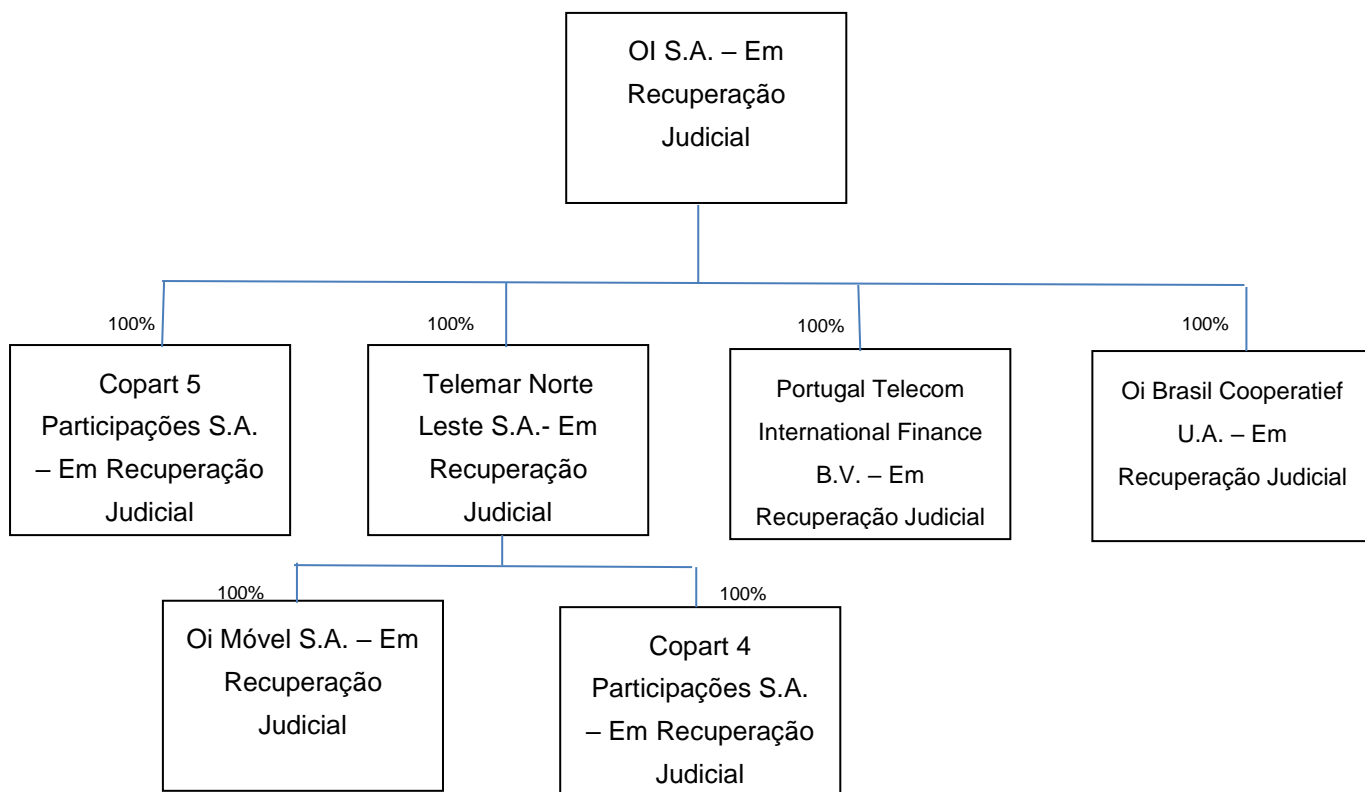 OI S.A. – Em
Recuperação
Judicial
100%
100%
100%
100%
Copart 5
Participações S.A.
– Em Recuperação
Judicial
Telemar Norte
Leste S.A.- Em
Recuperação
Judicial
Portugal Telecom
International Finance
B.V. – Em
Recuperação Judicial
Oi Brasil Cooperatief
U.A. – Em
Recuperação Judicial
100%
100%
Oi Móvel S.A. – Em
Recuperação
Judicial
Copart 4
Participações S.A.
– Em Recuperação
Judicial